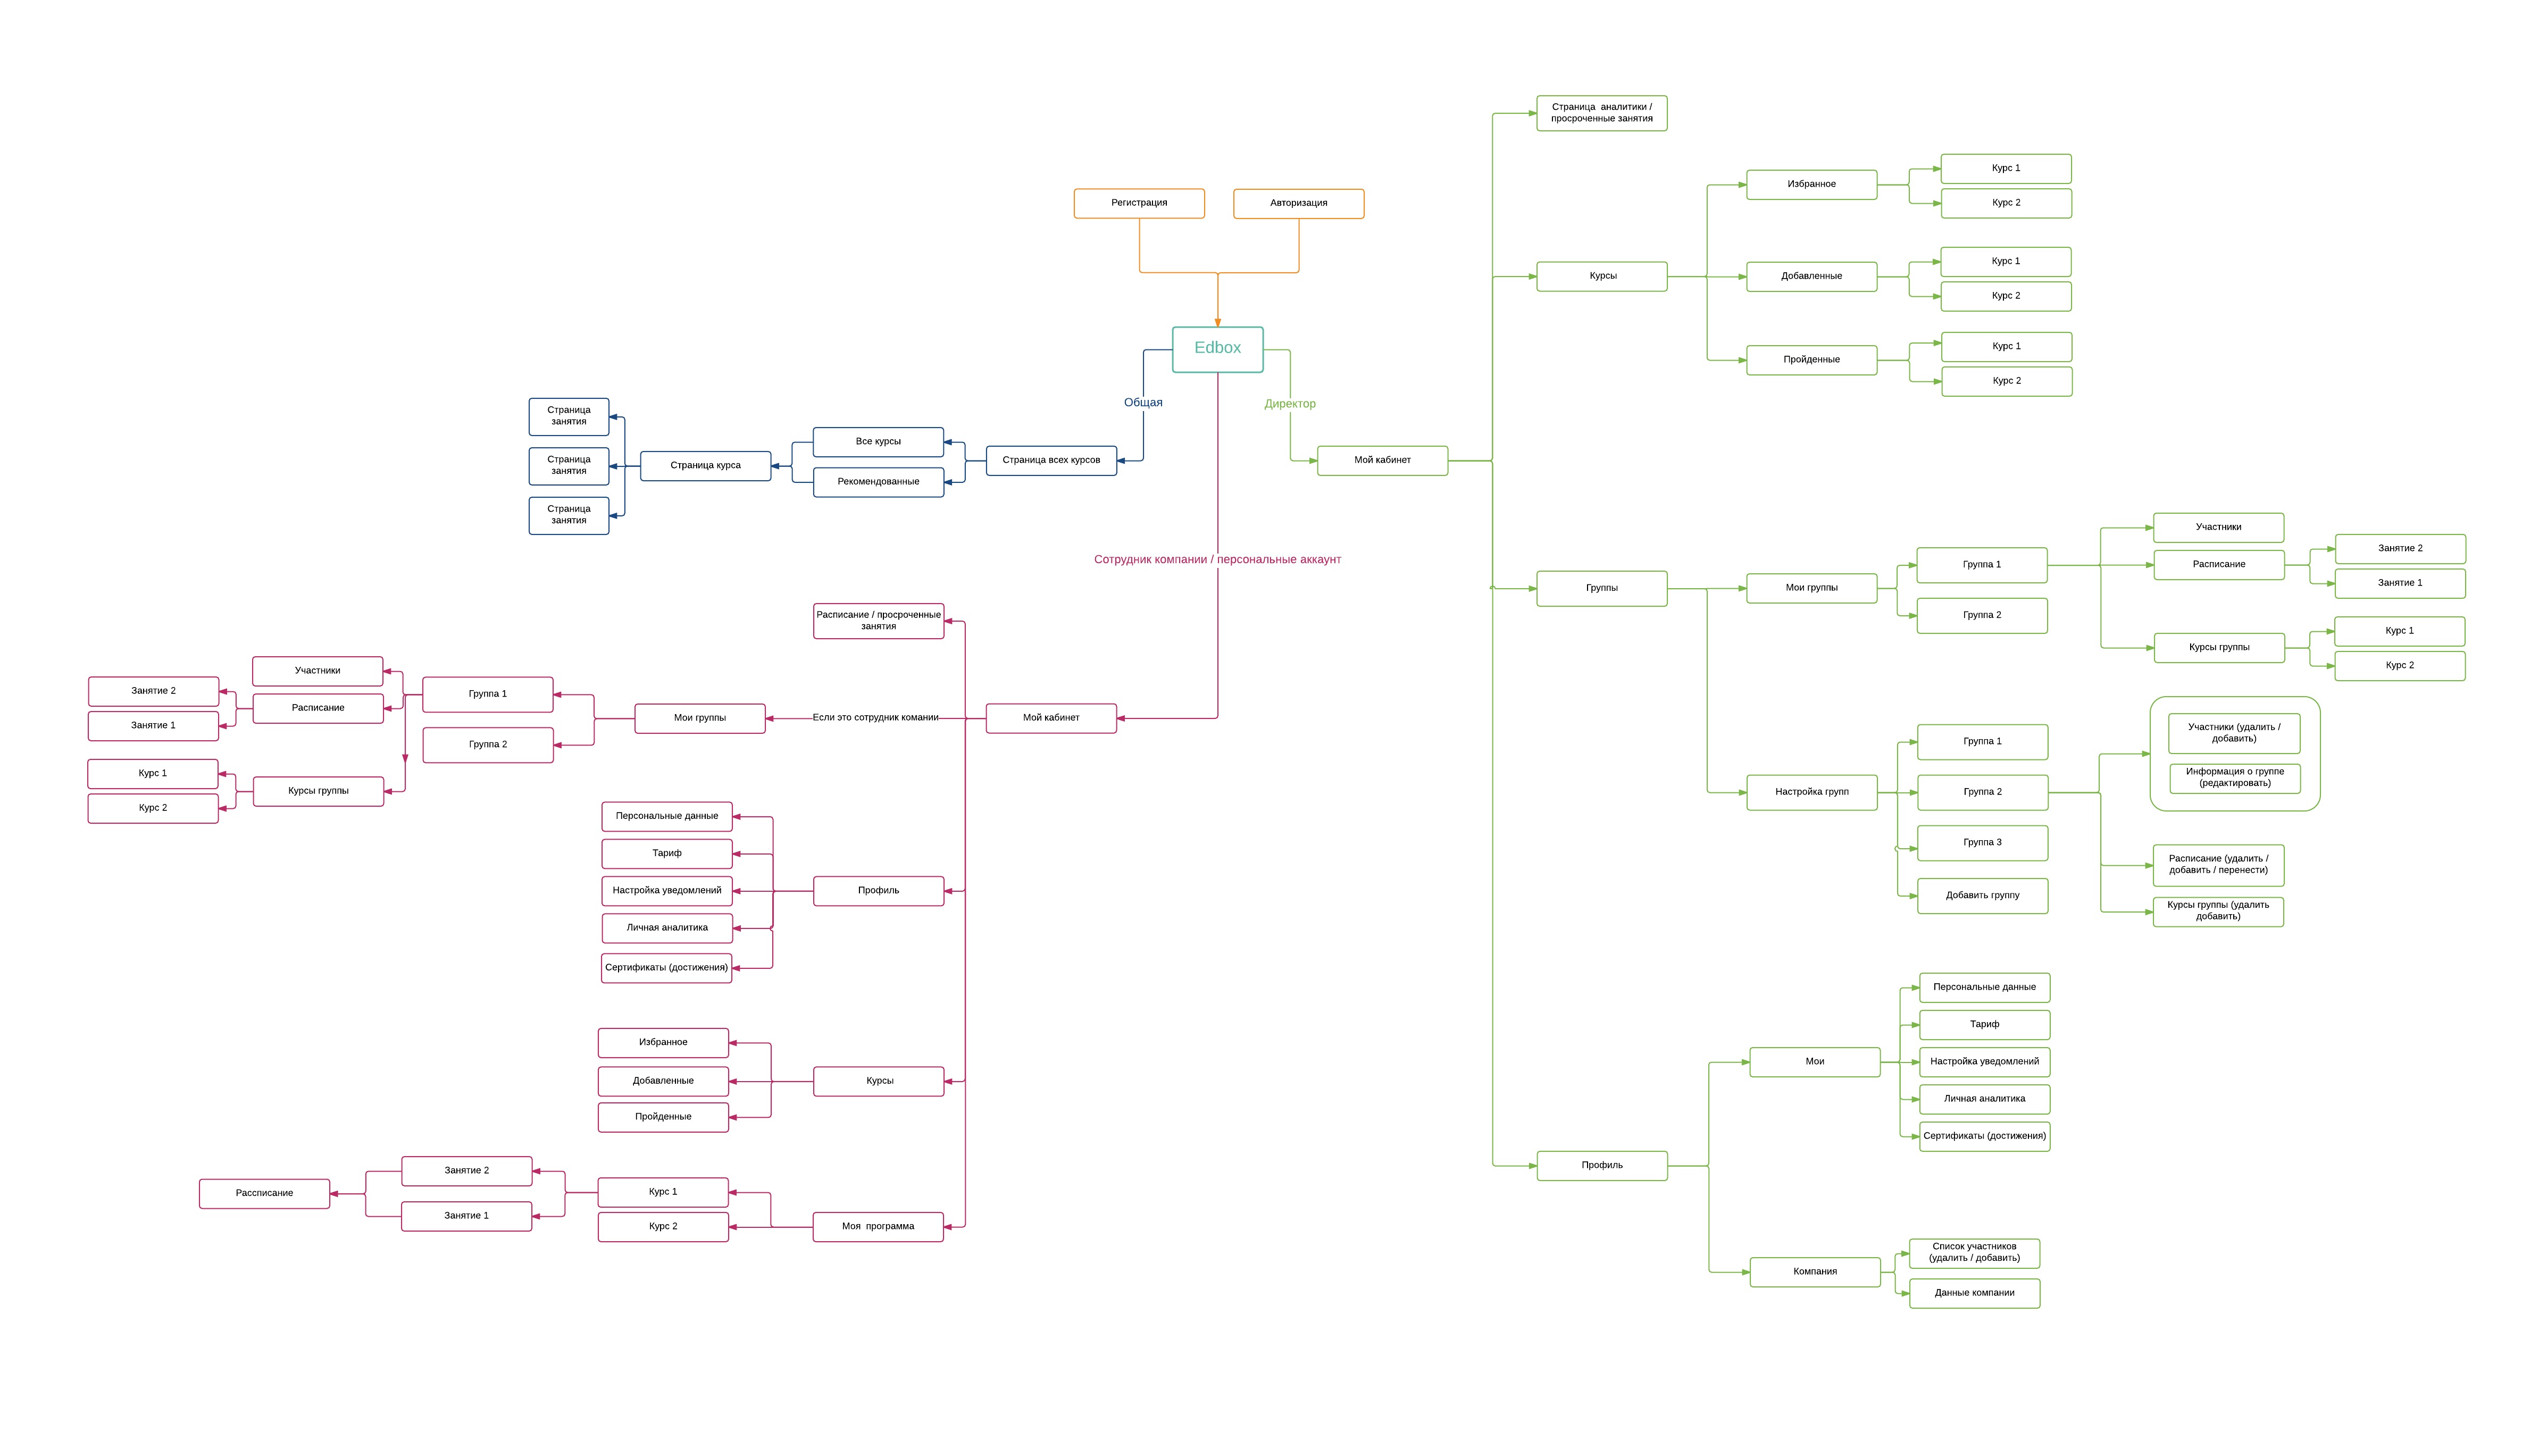 Регистрация
Авторизация
Edbox
Общая
Страница всех курсов
Все курсы
Рекомендованные
Страница курса
Страница
занятия
Страница
занятия
Страница
занятия
Сотрудник компании / персональные аккаунт
Мой кабинет
Расписание / просроченные
занятия
Если это сотрудник комании
Мои группы
Группа 1
Группа 2
Участники
Расписание
Занятие 2
Занятие 1
Курсы группы
Курс 1
Курс 2
Профиль
Персональные данные
Тариф
Настройка уведомлений
Личная аналитика
Сертификаты (достижения)
Курсы
Избранное
Добавленные
Пройденные
Моя  программа
Курс 1
Курс 2
Занятие 2
Занятие 1
Рассписание
Директор
Мой кабинет
Страница  аналитики /
просроченные занятия
Курсы
Избранное
Курс 1
Курс 2
Добавленные
Курс 1
Курс 2
Пройденные
Курс 1
Курс 2
Группы
Мои группы
Группа 1
Группа 2
Участники
Расписание
Занятие 2
Занятие 1
Курсы группы
Курс 1
Курс 2
Настройка групп
Группа 1
Группа 2
Группа 3
Добавить группу
Участники (удалить /
добавить)
Информация о группе
(редактировать)
Расписание (удалить /
добавить / перенести)
Курсы группы (удалить
добавить)
Профиль
Мои
Персональные данные
Тариф
Настройка уведомлений
Личная аналитика
Сертификаты (достижения)
Компания
Список участников
(удалить / добавить)
Данные компании